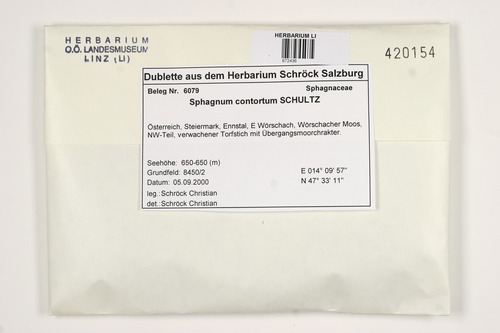 HERBARIUM
O.Ö. LANDESMUSEUM
LINZ (LI)
HERBARIUM LI
420154
Dublette aus dem Herbarium Schröck Salzburg
Beleg Nr. 6079 Sphagnaceae
Sphagnum contortum SCHULTZ
Österreich, Steiermark, Ennstal, E Wörschach, Wörschacher Moos,
NW-Teil, verwachener Torfstich mit Übergangsmoorchrakter.
Seehöhe: 650-650 (m)
Grundfeld: 8450/2 E 014° 09' 57"
Datum: 05.09.2000 N 47° 33' 11"
leg.: Schröck Christian
det.: Schröck Christian